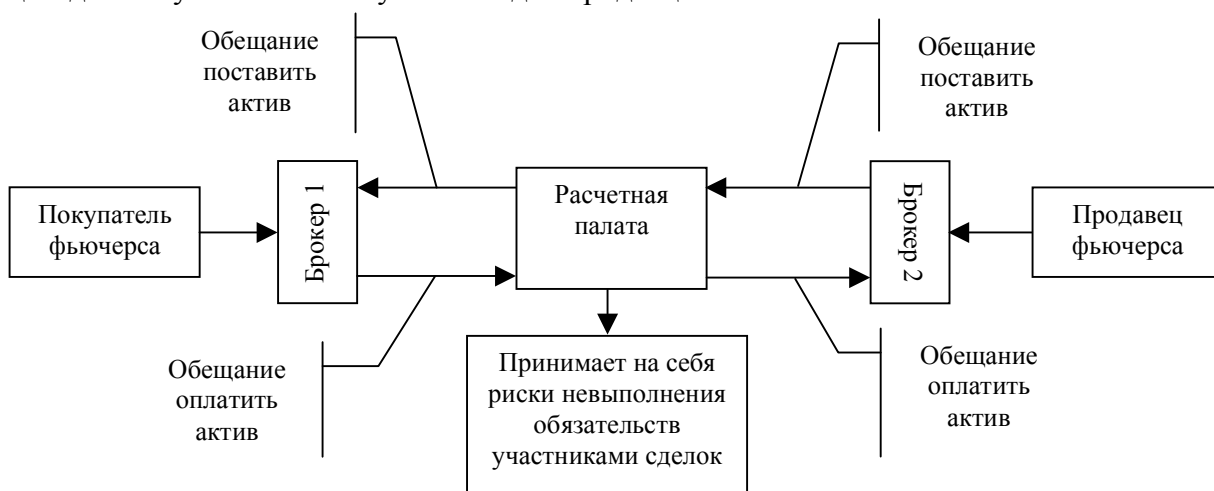 Обещание
поставить
актив
Обещание
поставить
актив
Покупатель
фьючерса
Брокер 1
Расчетная
палата
Брокер 2
Продавец
фьючерса
Обещание
оплатить
актив
Принимает на себя
риски невыполнения
обязательств
участниками сделок
Обещание
оплатить
актив